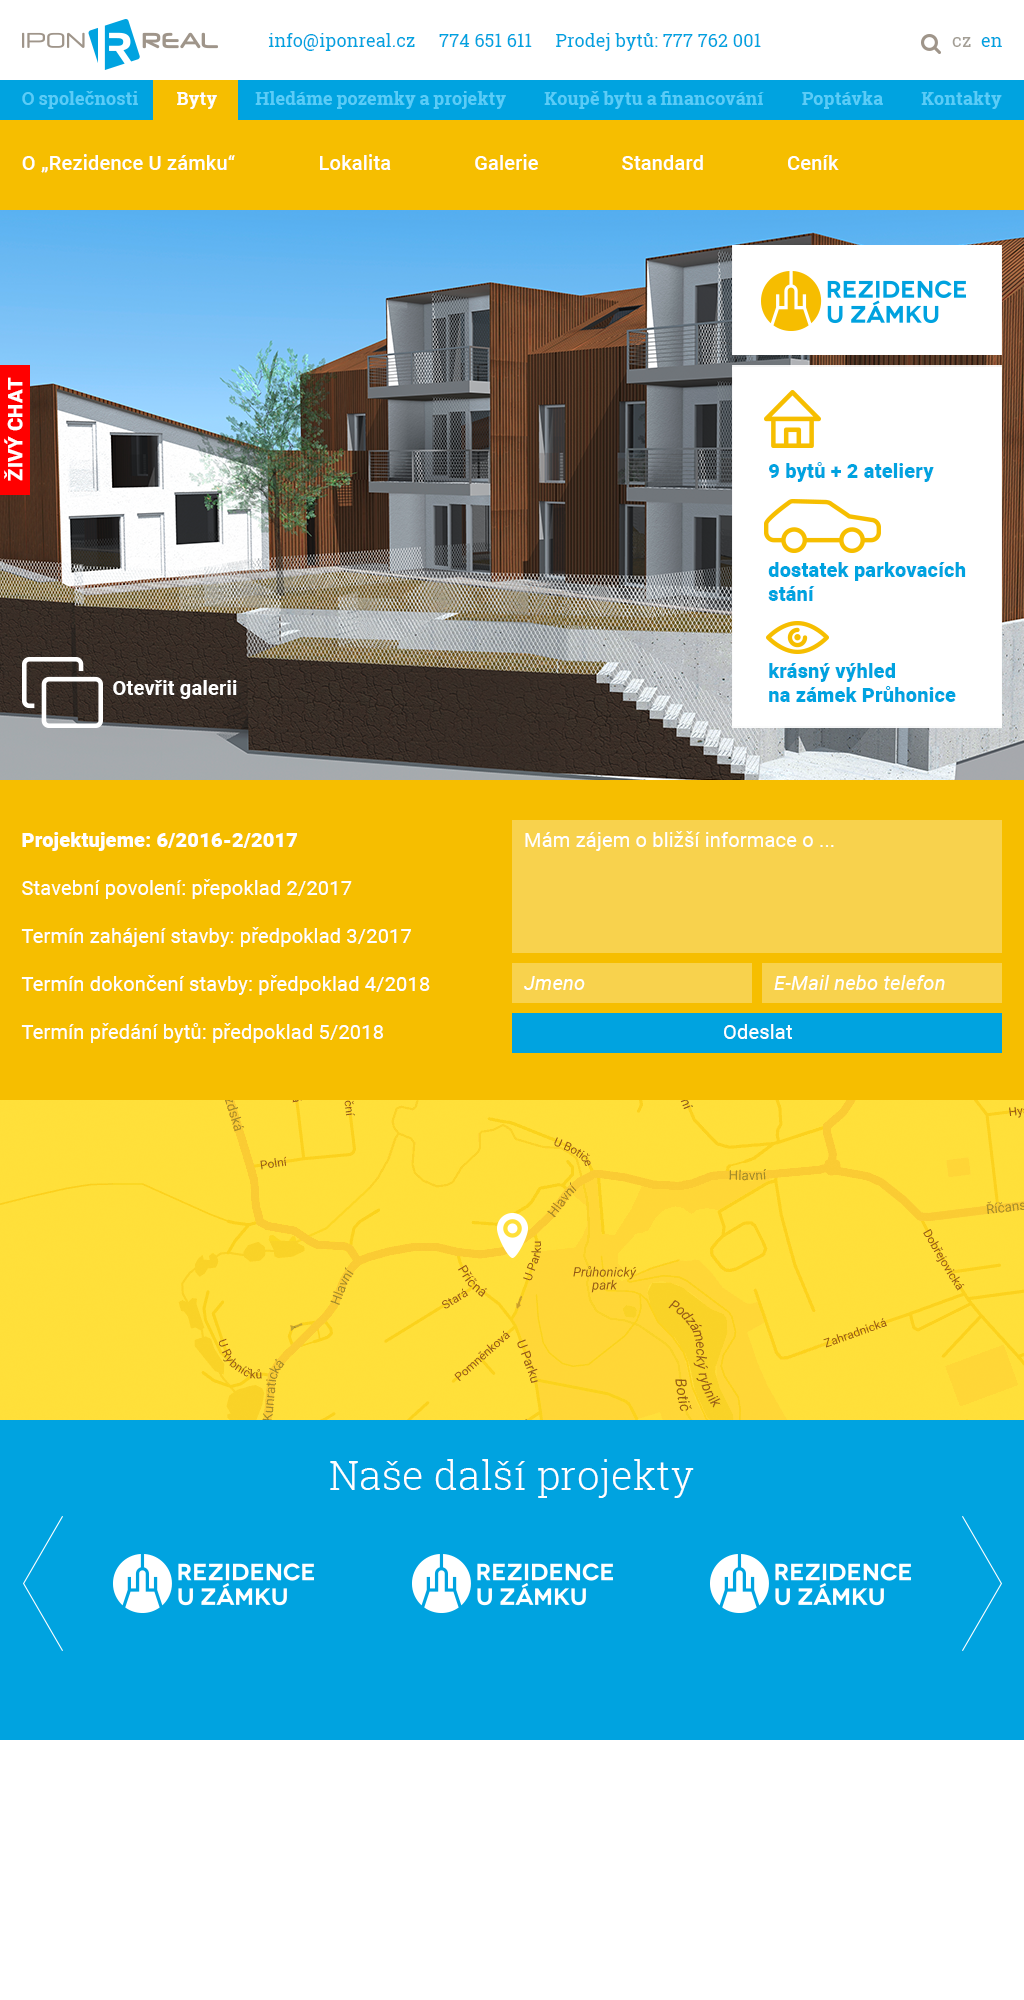 IPON R REAL
info@iponreal.cz 774 651 611 Prodej bytů: 777 762 001
cz en
O společnosti Byty Hledáme pozemky a projekty Koupě bytu a financování Poptávka Kontakty
O „Rezidence U zámku“ Lokalita Galerie Standard Ceník
REZIDENCE
U ZÁMKU
ŽIVÝ CHAT
9 bytů + 2 ateliery
dostatek parkovacích
stání
krásný výhled
na zámek Průhonice
Otevřit galerii
Projektujeme: 6/2016-2/2017
Stavební povolení: přepoklad 2/2017
Termín zahájení stavby: předpoklad 3/2017
Termín dokončení stavby: předpoklad 4/2018
Termín předání bytů: předpoklad 5/2018
Mám zájem o bližší informace o ...
Jmeno
E-Mail nebo telefon
Odeslat
Polní
U Botiče
Hlavní
Hlavní
Hlavní
U Parku
Příčná
Stará
Pomněnková
U Parku
Průhonický
park
Podzámecký rybník
Botič
Dobřejovická
Zahradnická
U Rybníčků
Kunratická
Naše další projekty
REZIDENCE
U ZÁMKU
REZIDENCE
U ZÁMKU
REZIDENCE
U ZÁMKU